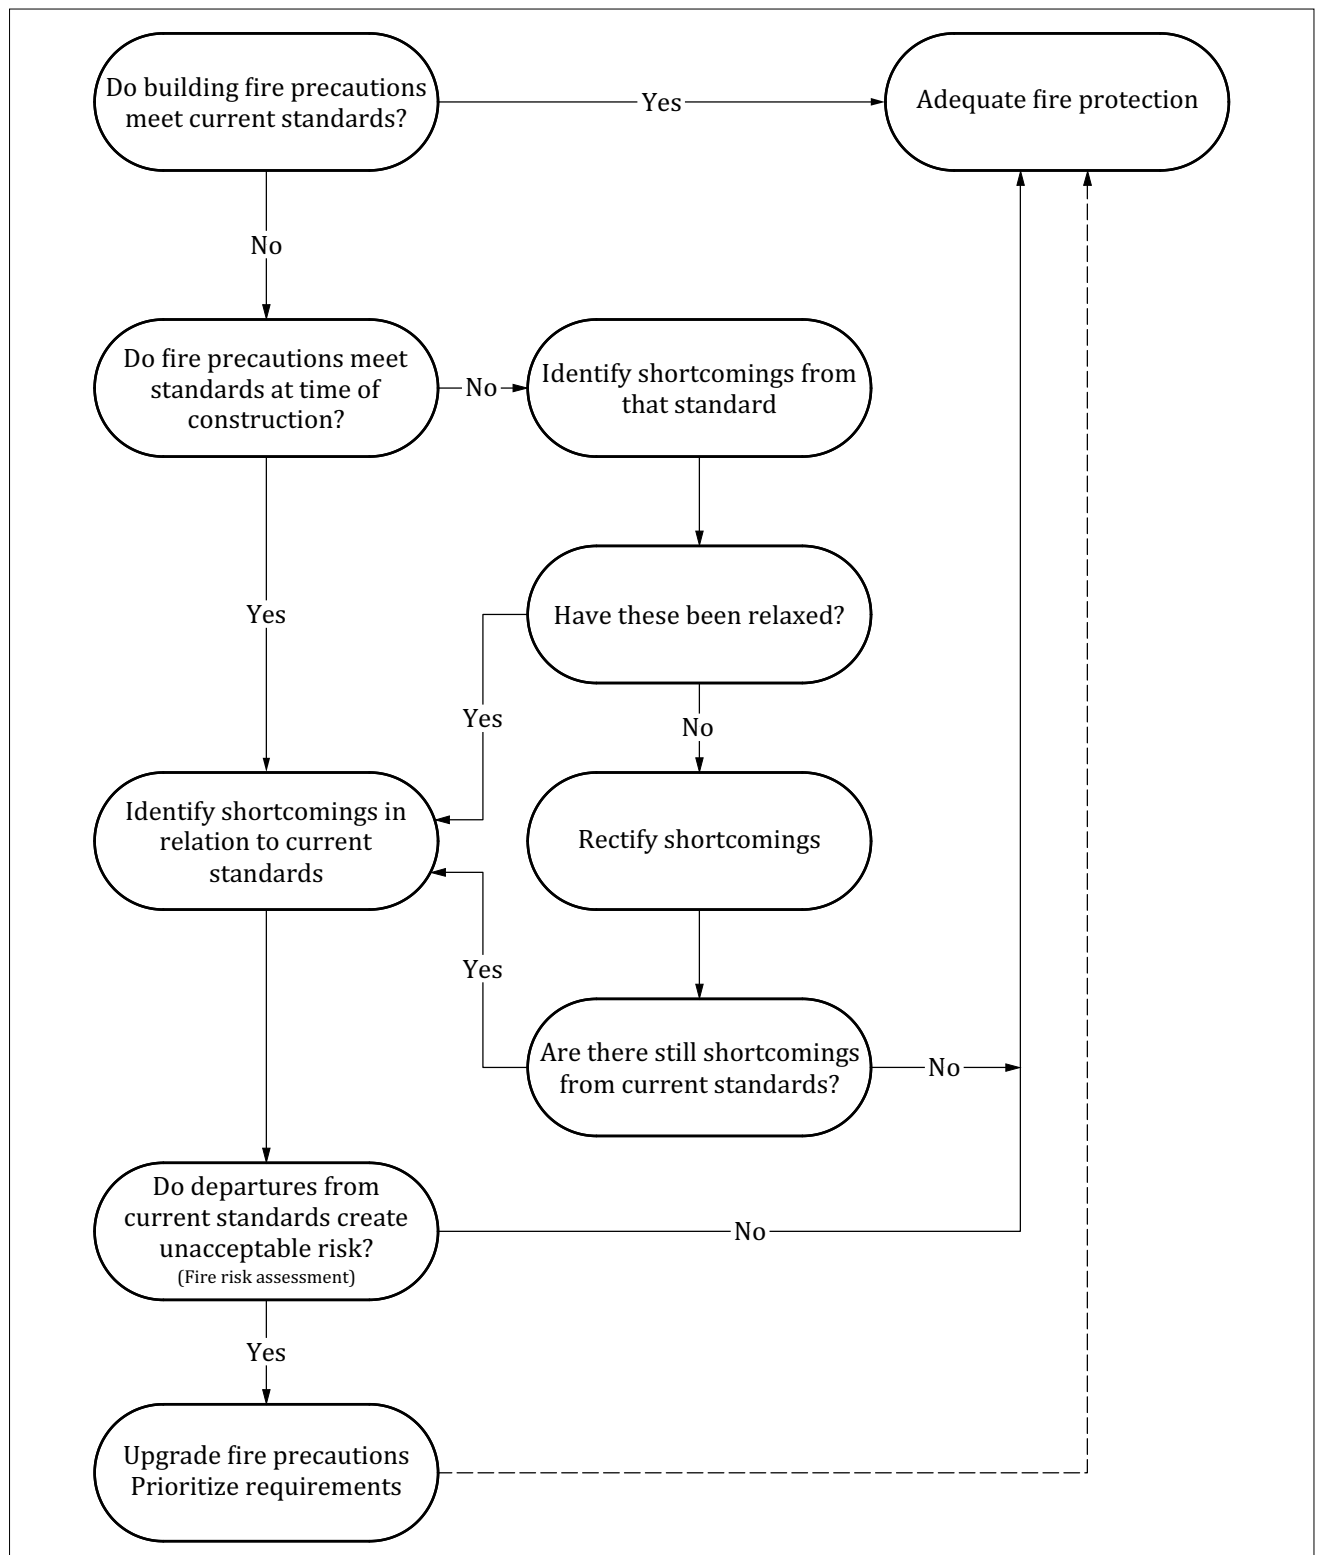 Do building fire precautions
meet current standards?
Yes
Adequate fire protection
No
Do fire precautions meet
standards at time of
construction?
No
Identify shortcomings from
that standard
Yes
Have these been relaxed?
Yes
No
Identify shortcomings in
relation to current
standards
Rectify shortcomings
Yes
Are there still shortcomings
from current standards?
No
Do departures from
current standards create
unacceptable risk?
(Fire risk assessment)
No
Yes
Upgrade fire precautions
Prioritize requirements